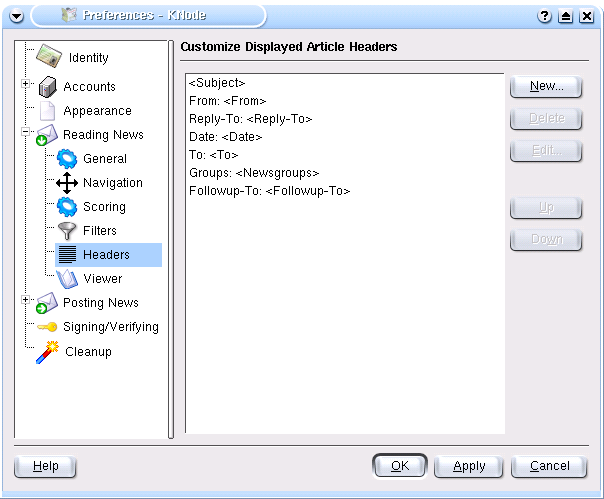 Preferences - KNode
Customize Displayed Article Headers
Identity
Accounts
Appearance
Reading News
General
Navigation
Scoring
Filters
Headers
Viewer
Posting News
Signing/Verifying
Cleanup
<Subject>
From: <From>
Reply-To: <Reply-To>
Date: <Date>
To: <To>
Groups: <Newsgroups>
Followup-To: <Followup-To>
New...
Delete
Edit...
Up
Down
Help
OK
Apply
Cancel